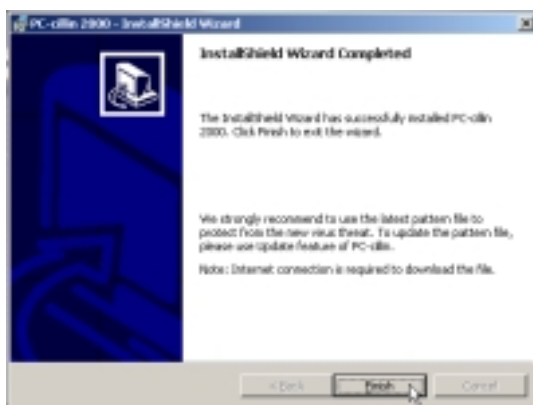 PC-cillin 2000 - InstallShield Wizard
InstallShield Wizard Completed
The InstallShield Wizard has successfully installed PC-cillin
2000. Click Finish to exit the wizard.
We strongly recommend to use the latest pattern file to
protect from the new virus threat. To update the pattern file,
please use Update feature of PC-cillin.
Note: Internet connection is required to download the file.
< Back
Finish
Cancel